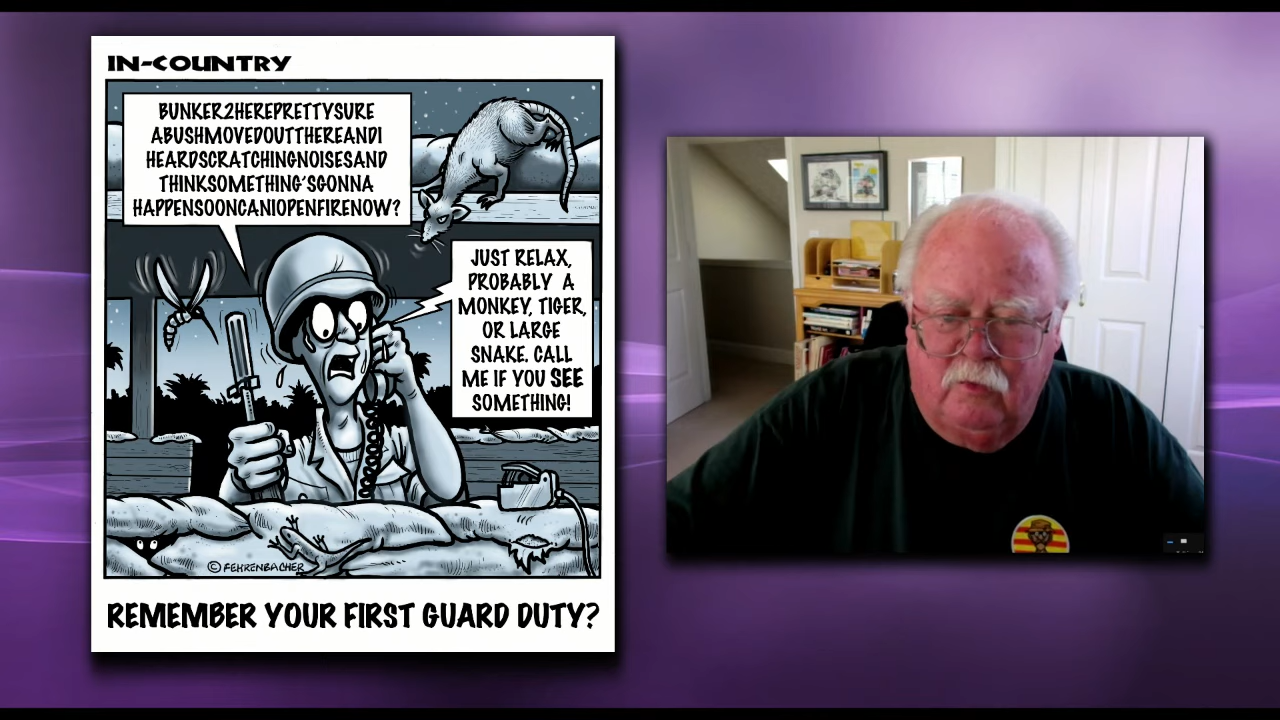 IN-COUNTRY
BUNKER2HEREPRETTYSURE
ABUSHMOVEDOUTTHEREANDI
HEARDSCRATCHINGNOISESAND
THINKSOMETHING'SGONNA
HAPPENSOONCANIOPENFIRENOW?
JUST RELAX,
PROBABLY A
MONKEY, TIGER,
OR LARGE
SNAKE. CALL
ME IF YOU SEE
SOMETHING!
© FEHRENBACHER
REMEMBER YOUR FIRST GUARD DUTY?